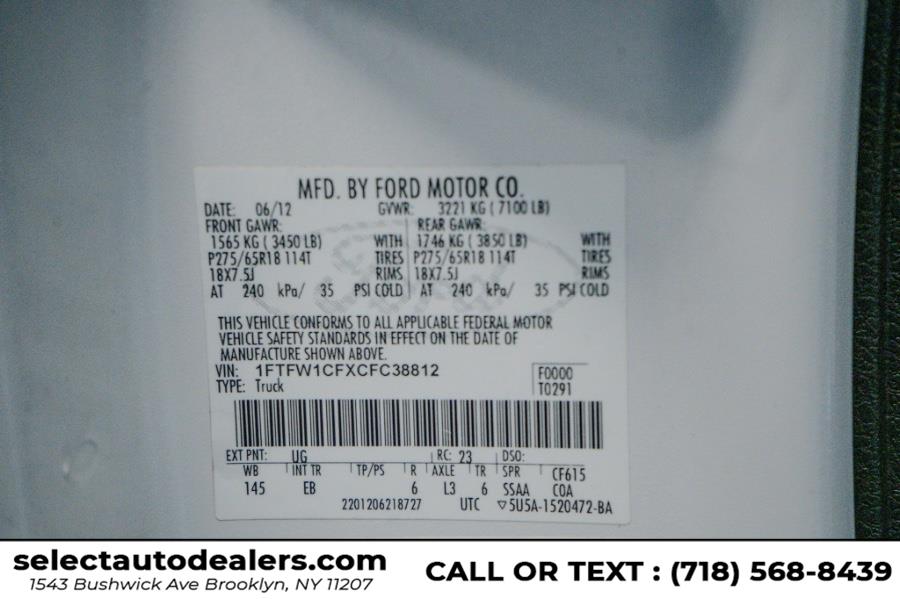 MFD. BY FORD MOTOR CO.
DATE: 06/12 GVWR: 3221 KG ( 7100 LB)
FRONT GAWR: REAR GAWR:
1565 KG ( 3450 LB) WITH 1746 KG ( 3850 LB) WITH
P275/65R18 114T TIRES P275/65R18 114T TIRES
18X7.5J RIMS 18X7.5J RIMS
AT 240 kPa/ 35 PSI COLD AT 240 kPa/ 35 PSI COLD
THIS VEHICLE CONFORMS TO ALL APPLICABLE FEDERAL MOTOR
VEHICLE SAFETY STANDARDS IN EFFECT ON THE DATE OF
MANUFACTURE SHOWN ABOVE.
VIN: 1FTFW1CFXCFC38812 F0000
TYPE: Truck T0291
EXT PNT: UG RC: 23 DSO:
WB INT TR TP/PS R AXLE TR SPR CF615
145 EB 6 L3 6 SSAA COA
2201206218727 UTC ▽5U5A-1520472-BA
selectautodealers.com
1543 Bushwick Ave Brooklyn, NY 11207
CALL OR TEXT : (718) 568-8439